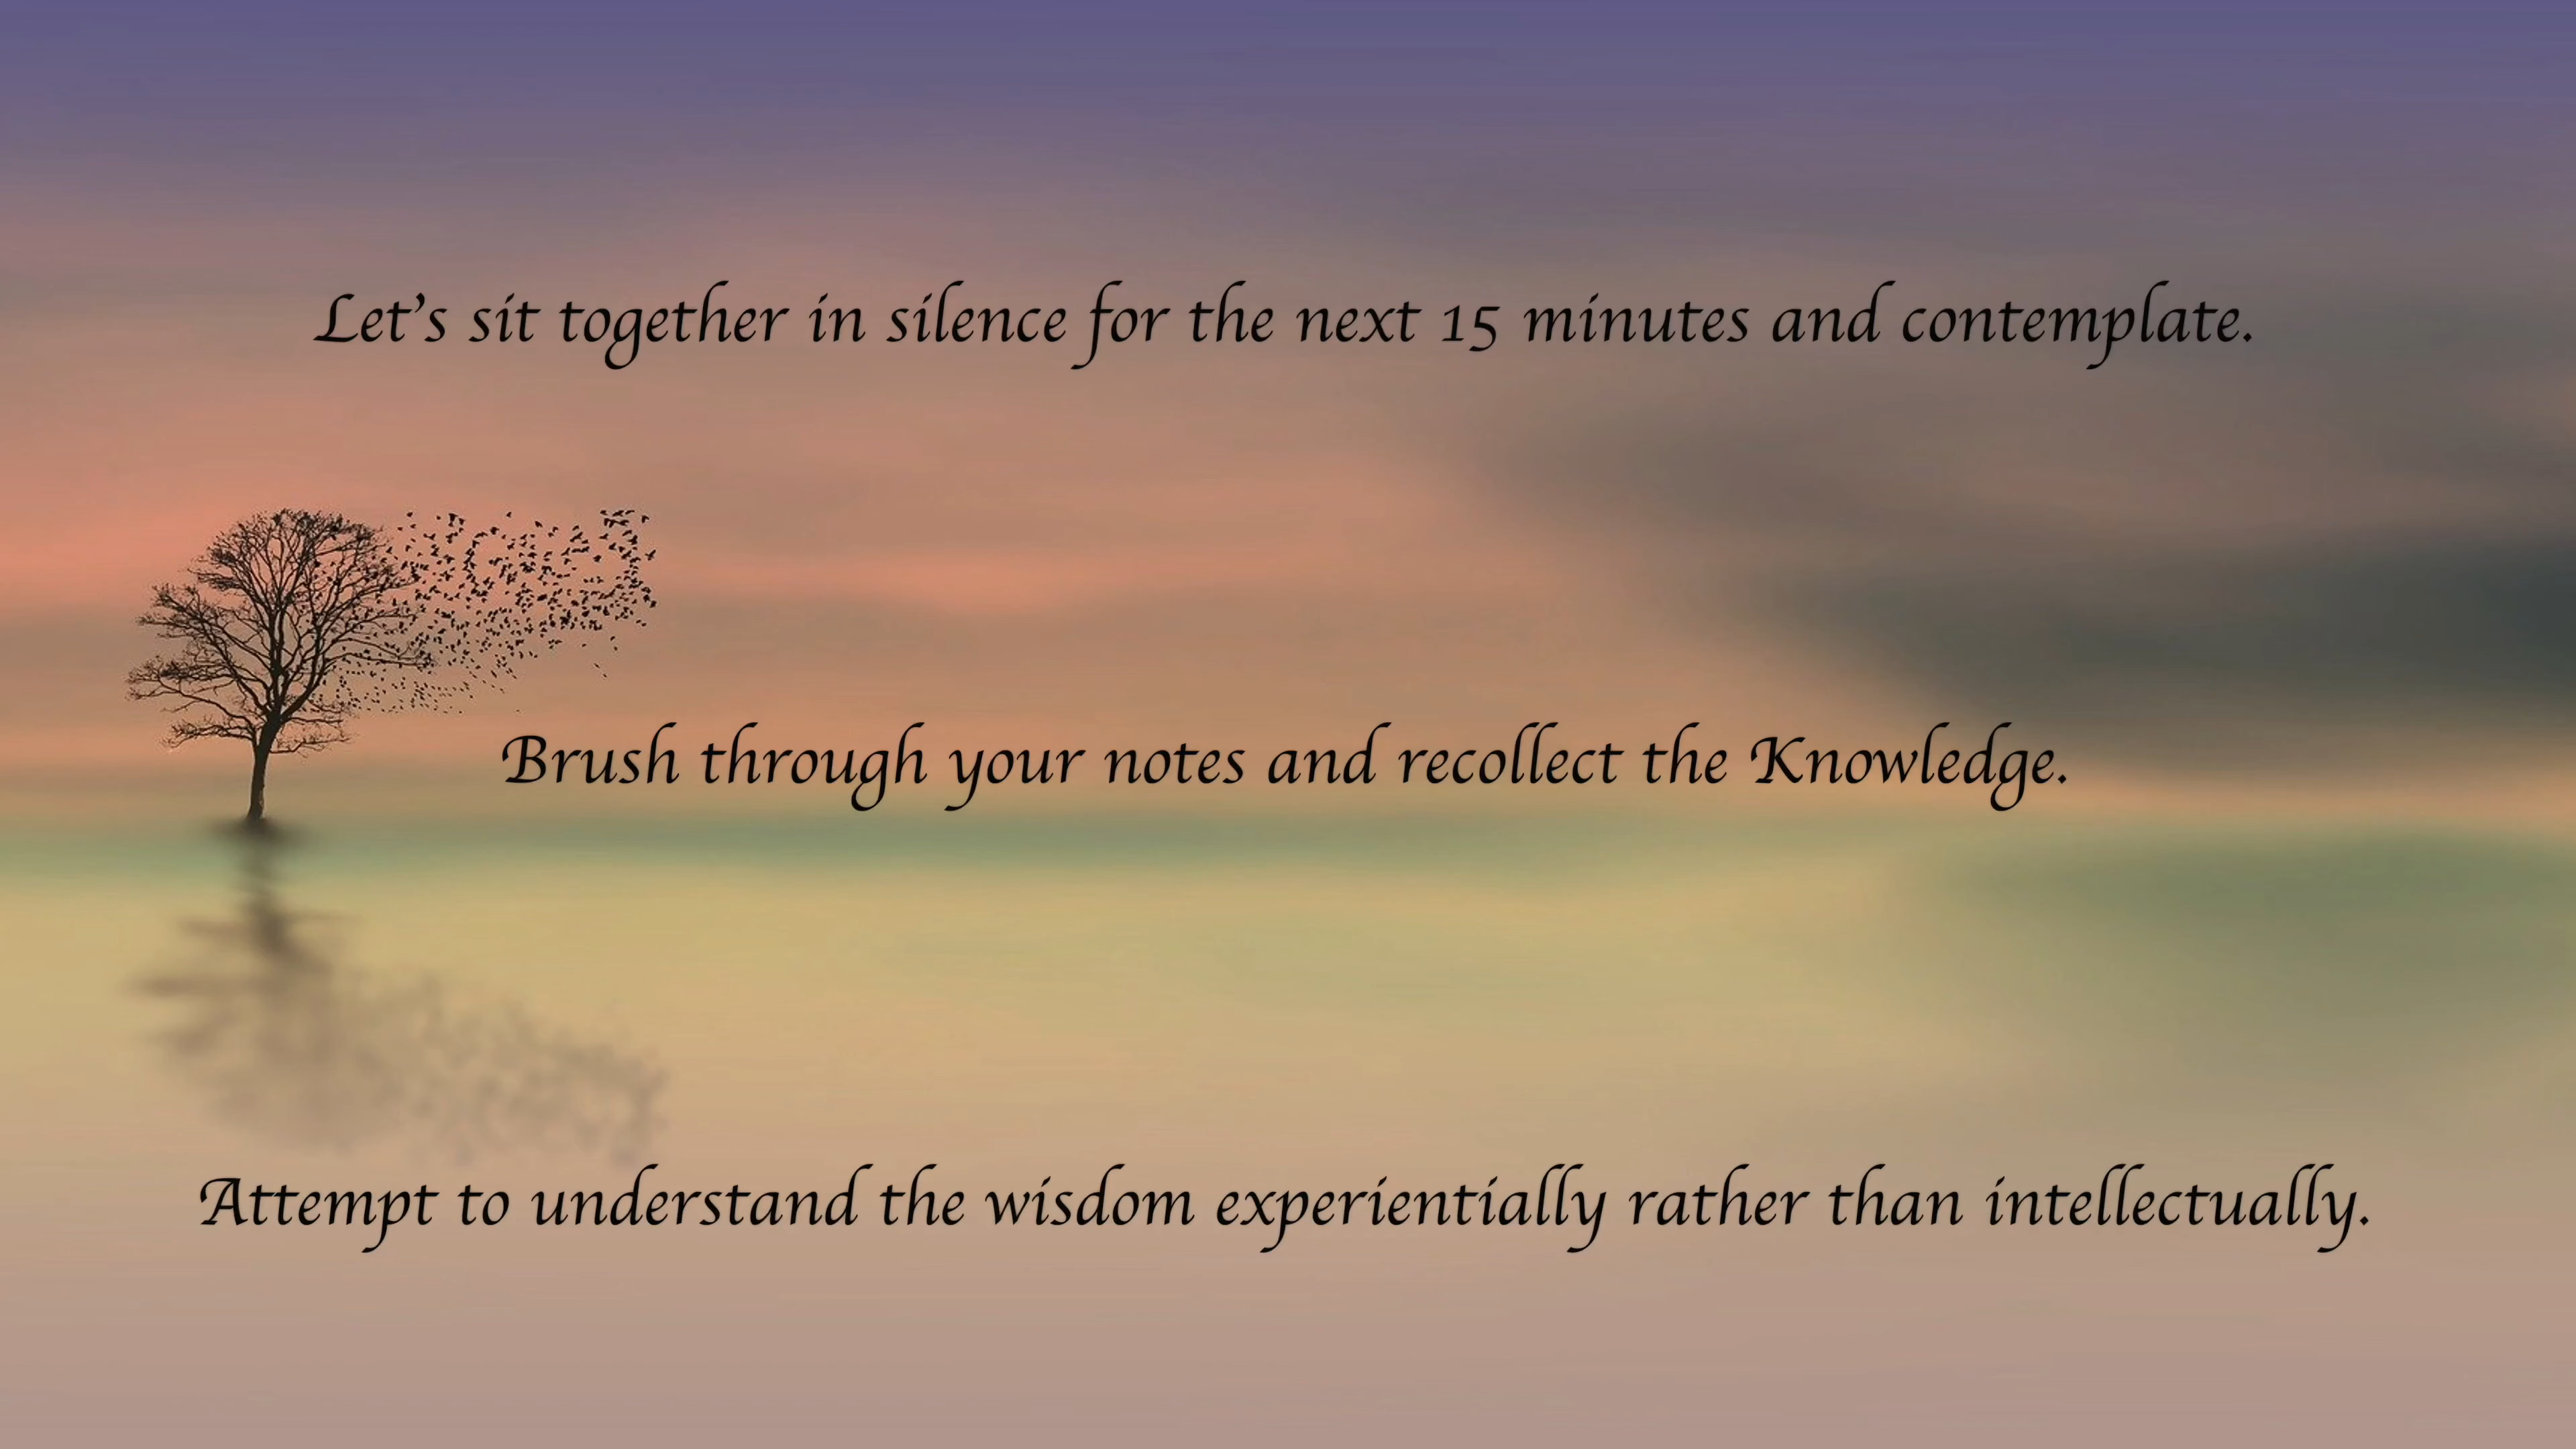 Let's sit together in silence for the next 15 minutes and contemplate.
Brush through your notes and recollect the Knowledge.
Attempt to understand the wisdom experientially rather than intellectually.